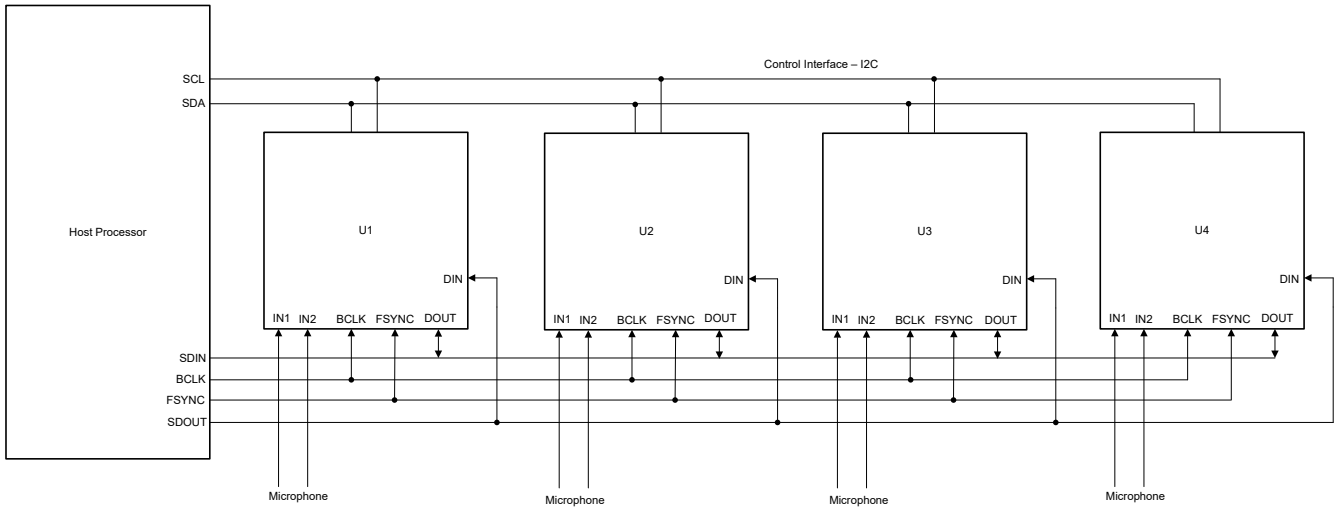 Control Interface – I2C
SCL
SDA
Host Processor
U1
U2
U3
U4
DIN
DIN
DIN
DIN
IN1 IN2 BCLK FSYNC DOUT
IN1 IN2 BCLK FSYNC DOUT
IN1 IN2 BCLK FSYNC DOUT
IN1 IN2 BCLK FSYNC DOUT
SDIN
BCLK
FSYNC
SDOUT
Microphone
Microphone
Microphone
Microphone